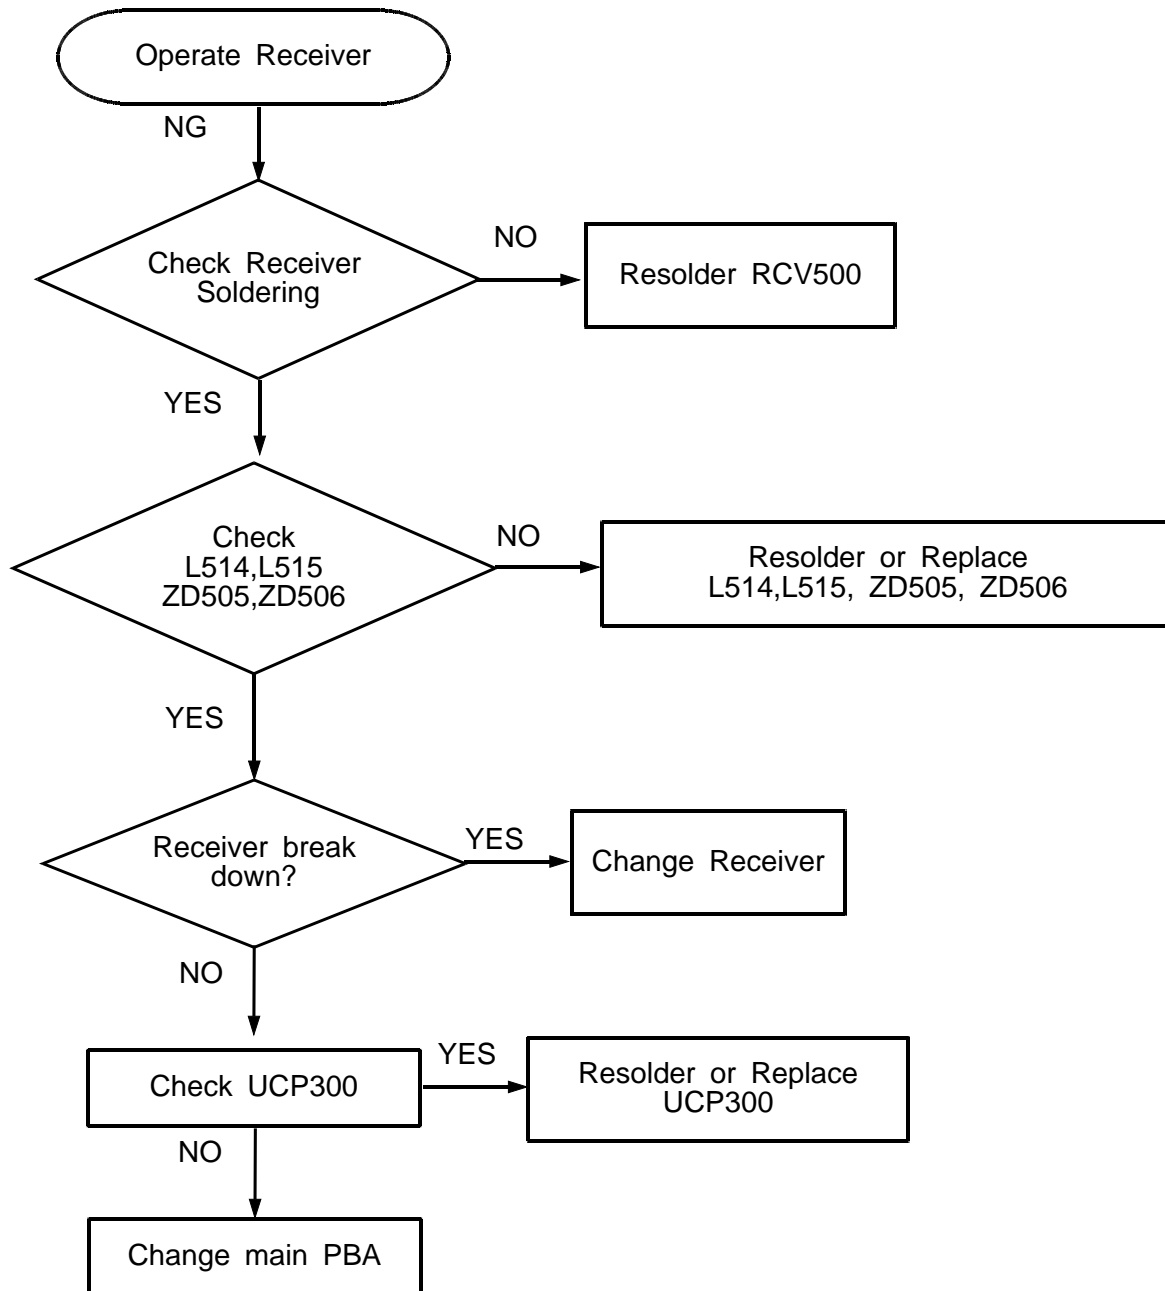 Operate Receiver
NG
Check Receiver
Soldering
NO
Resolder RCV500
YES
Check
L514,L515
ZD505,ZD506
NO
Resolder or Replace
L514,L515, ZD505, ZD506
YES
Receiver break
down?
YES
Change Receiver
NO
Check UCP300
YES
Resolder or Replace
UCP300
NO
Change main PBA